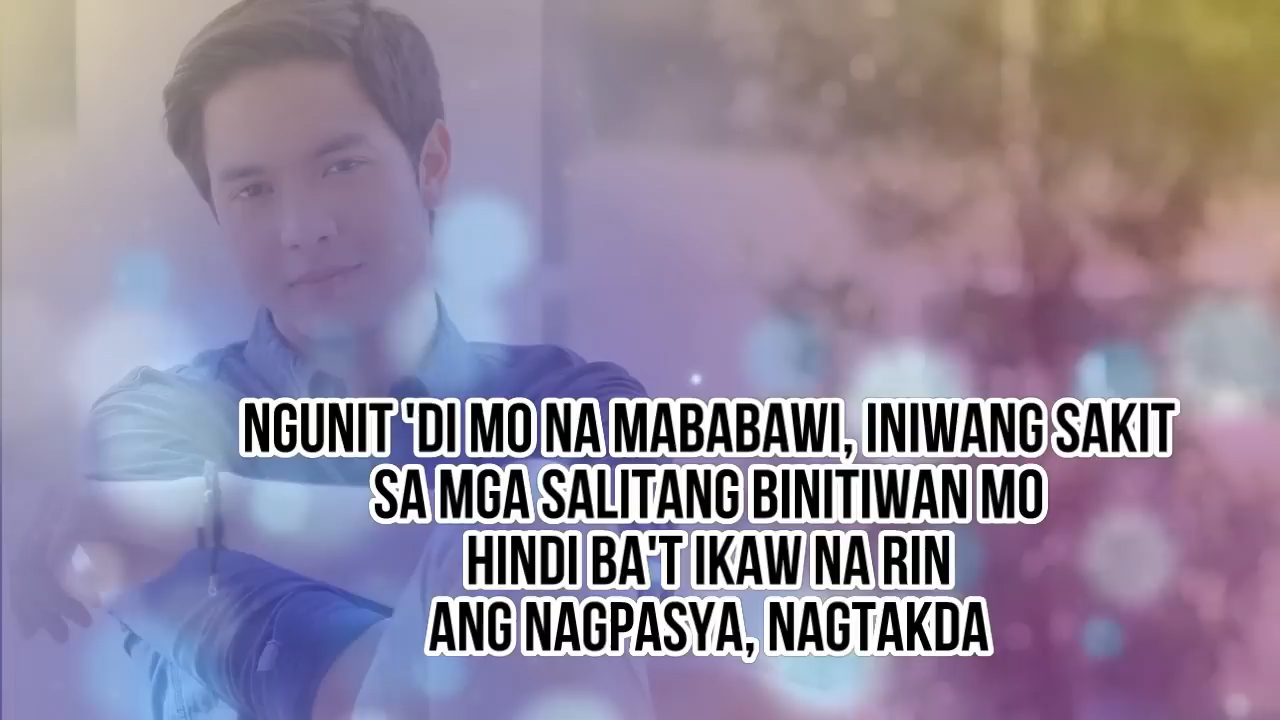 NGUNIT 'DI MO NA MABABAWI, INIWANG SAKIT
SA MGA SALITANG BINITIWAN MO
HINDI BA'T IKAW NA RIN
ANG NAGPASYA, NAGTAKDA